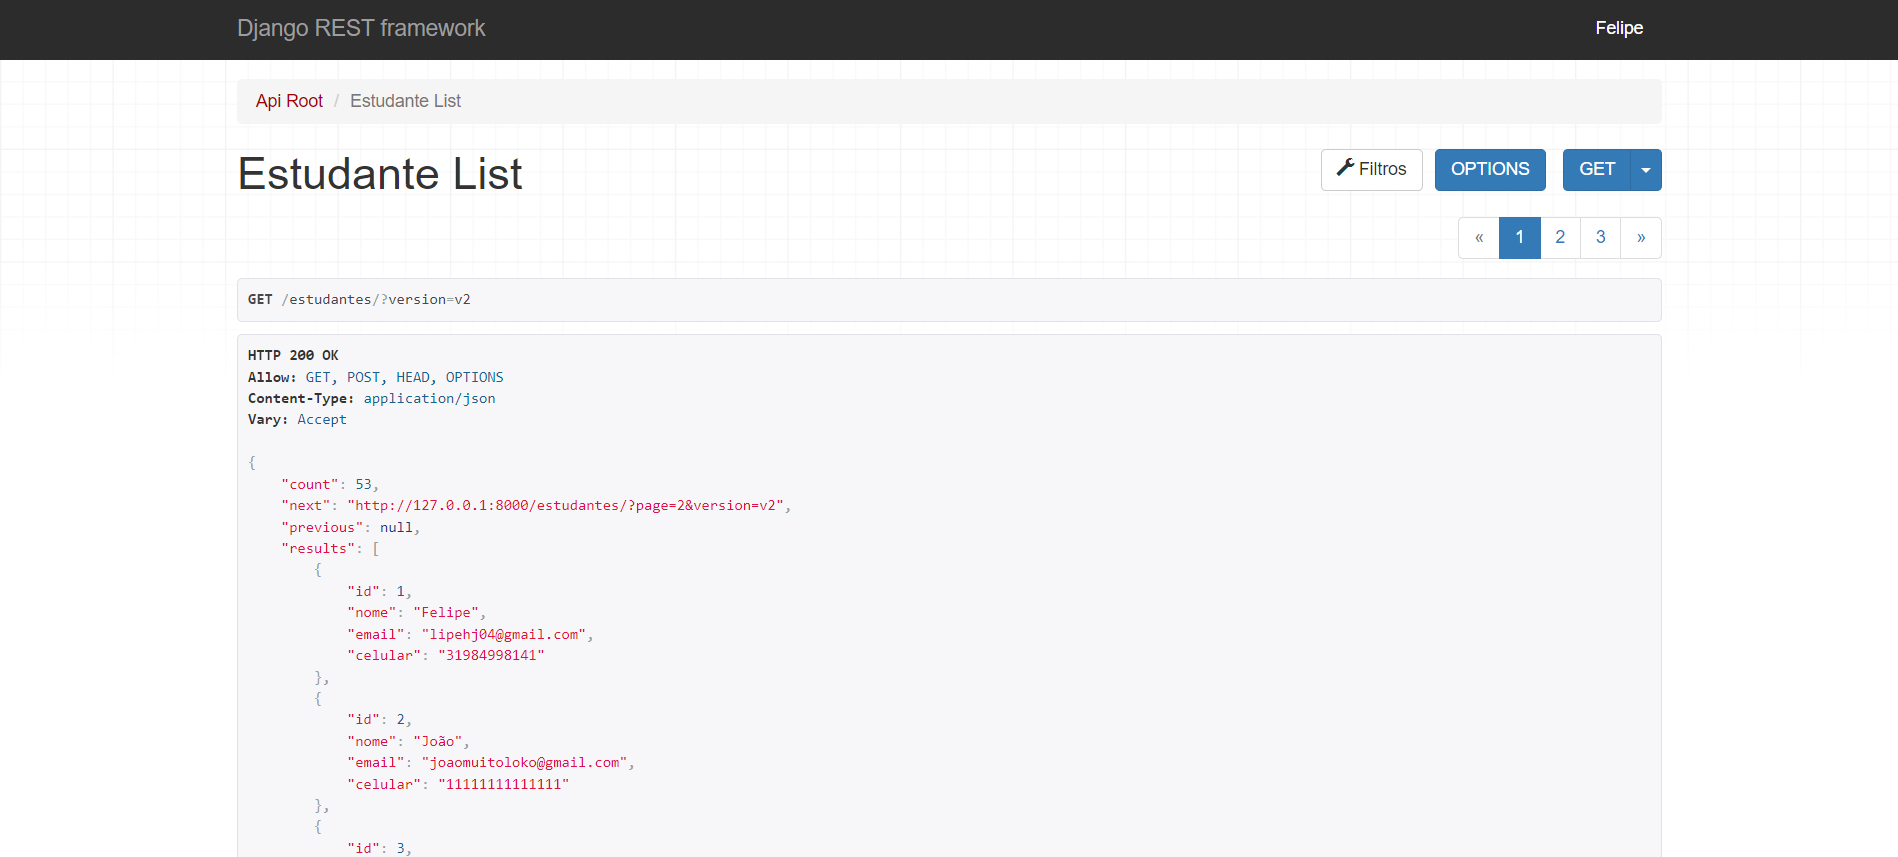 Django REST framework
Felipe
Api Root / Estudante List
Estudante List
Filtros
OPTIONS
GET
« 1 2 3 »
GET /estudantes/?version=v2
HTTP 200 OK
Allow: GET, POST, HEAD, OPTIONS
Content-Type: application/json
Vary: Accept
{
    "count": 53,
    "next": "http://127.0.0.1:8000/estudantes/?page=2&version=v2",
    "previous": null,
    "results": [
        {
            "id": 1,
            "nome": "Felipe",
            "email": "lipehj04@gmail.com",
            "celular": "31984998141"
        },
        {
            "id": 2,
            "nome": "João",
            "email": "joaomuitoloko@gmail.com",
            "celular": "11111111111111"
        },
        {
            "id": 3,